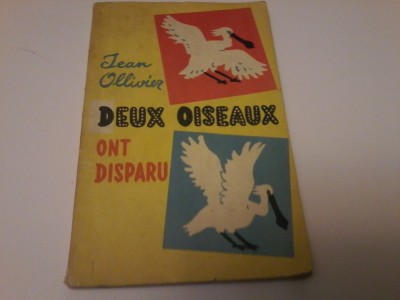 Jean
Ollivier
DEUX OISEAUX
ONT
DISPARU